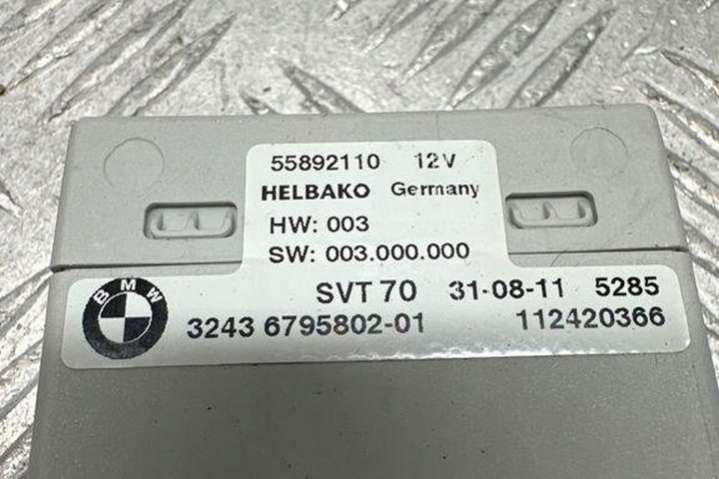 55892110 12V
HELBAKO Germany
HW: 003
SW: 003.000.000
SVT 70 31-08-11 5285
BMW
3243 6795802-01 112420366